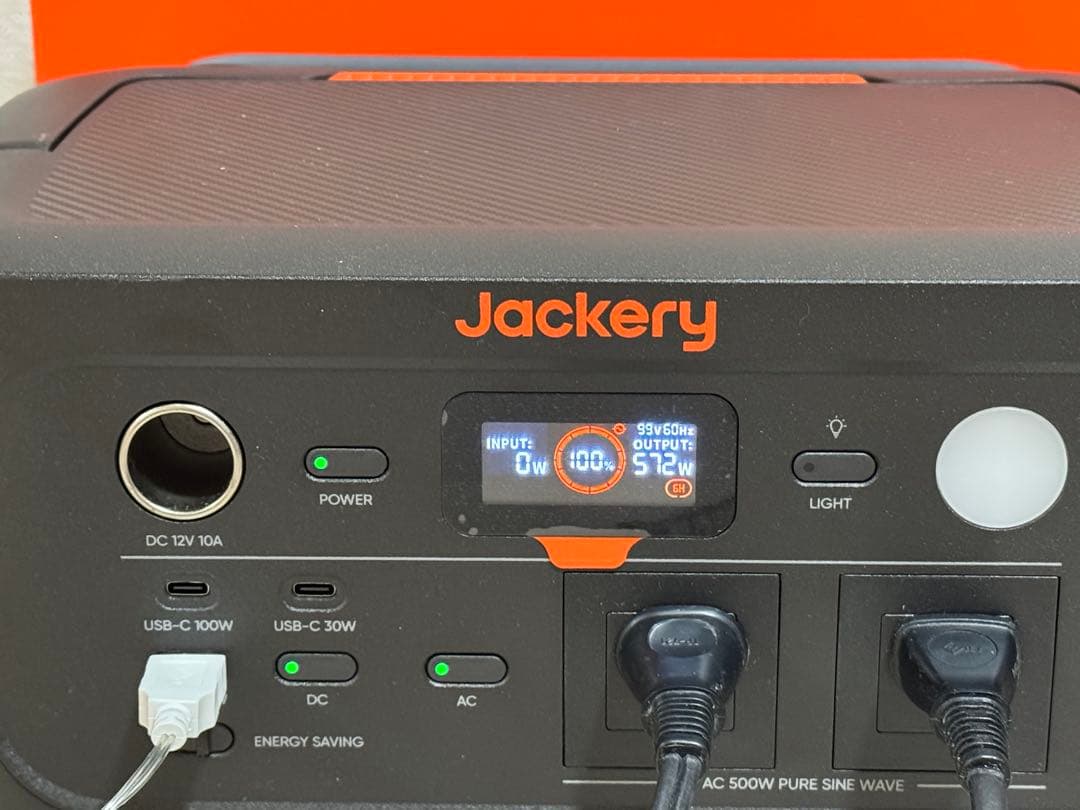 Jackery
99V60Hz
INPUT:
OUTPUT:
0W
100%
572W
6H
POWER
LIGHT
DC 12V 10A
USB-C 100W
USB-C 30W
DC
AC
ENERGY SAVING
AC 500W PURE SINE WAVE